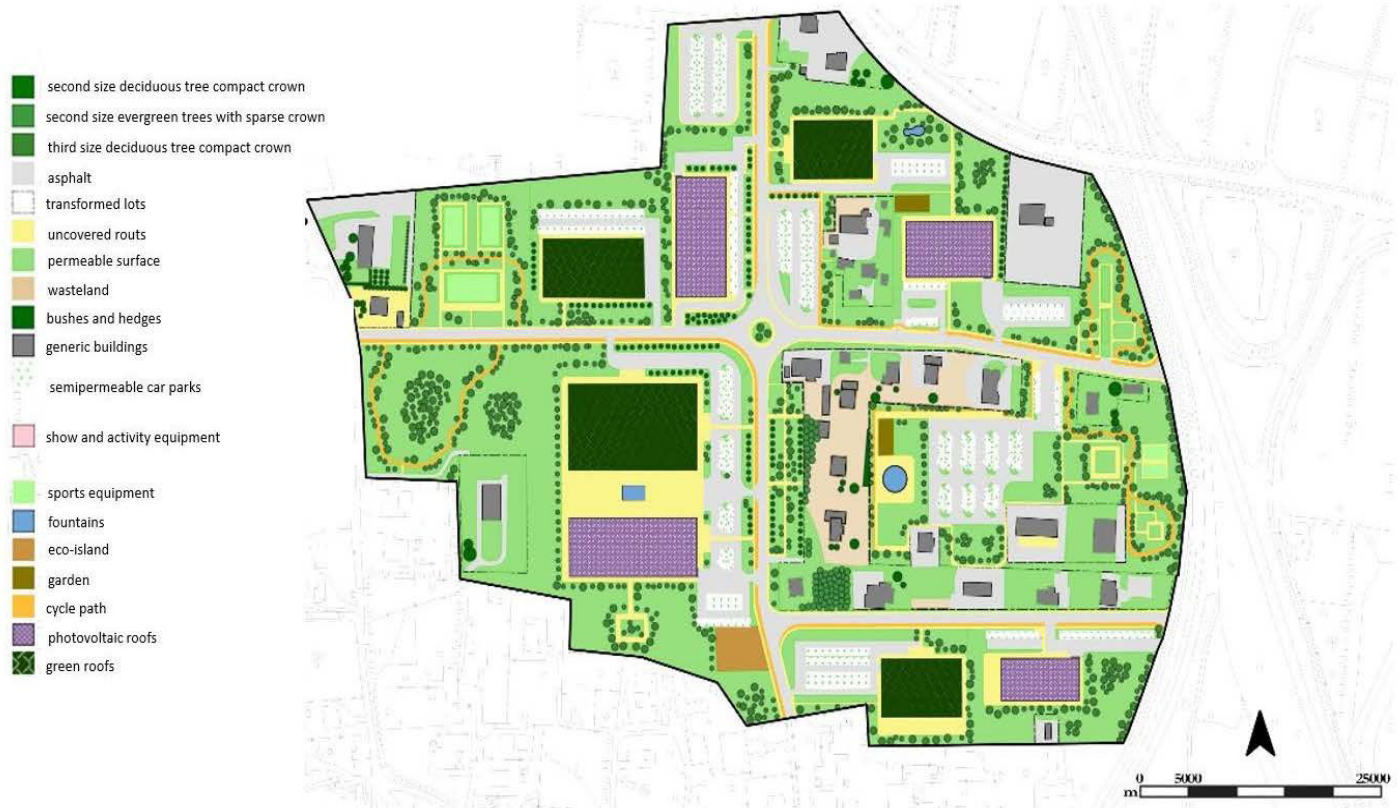 second size deciduous tree compact crown
second size evergreen trees with sparse crown
third size deciduous tree compact crown
asphalt
transformed lots
uncovered routs
permeable surface
wasteland
bushes and hedges
generic buildings
semipermeable car parks
show and activity equipment
sports equipment
fountains
eco-island
garden
cycle path
photovoltaic roofs
green roofs
0 5000 25000
m